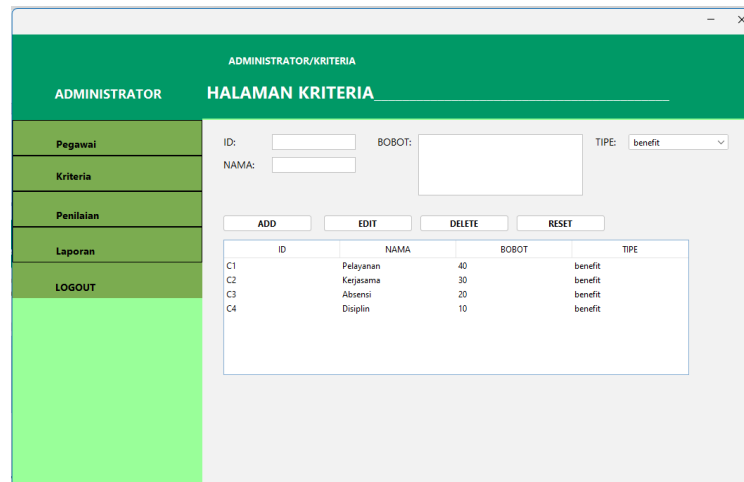 ADMINISTRATOR/KRITERIA
ADMINISTRATOR
HALAMAN KRITERIA
Pegawai
Kriteria
Penilaian
Laporan
LOGOUT
ID: BOBOT: TIPE: benefit
NAMA:
ADD EDIT DELETE RESET
ID NAMA BOBOT TIPE
C1 Pelayanan 40 benefit
C2 Kerjasama 30 benefit
C3 Absensi 20 benefit
C4 Disiplin 10 benefit